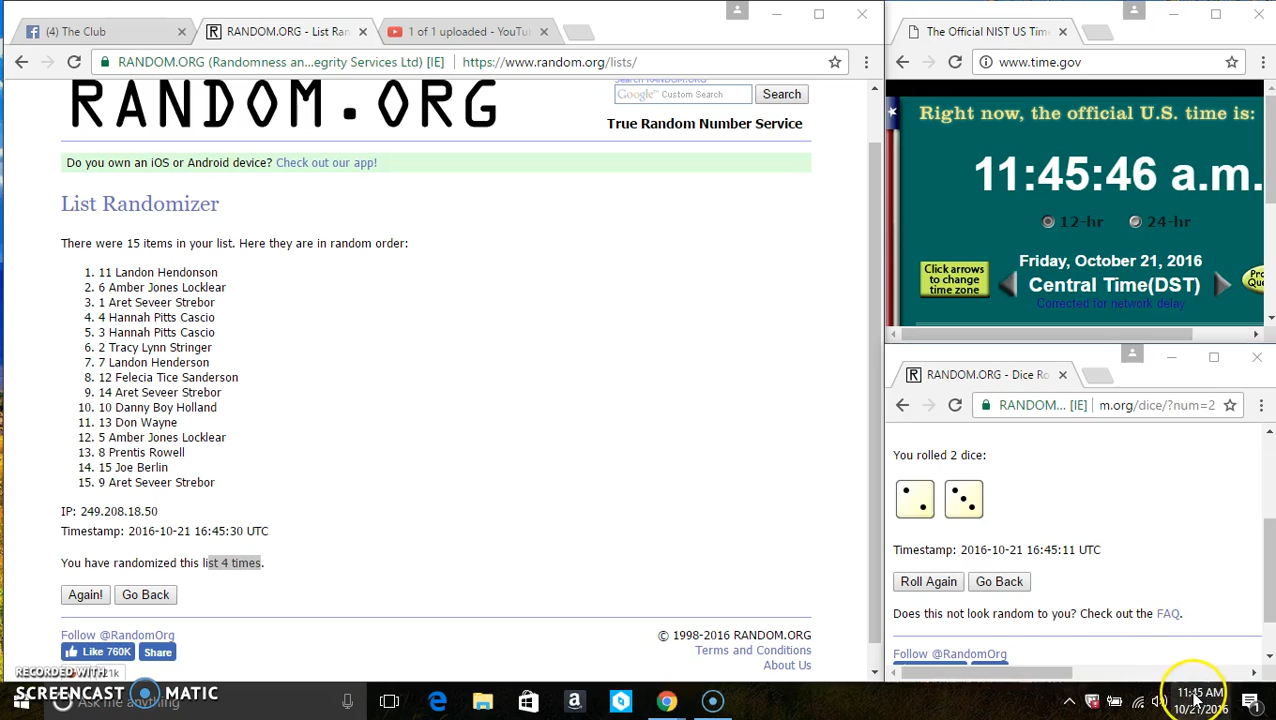 (4) The Club
RANDOM.ORG - List Ran
1 of 1 uploaded - YouTu
RANDOM.ORG (Randomness an...egrity Services Ltd) [IE]
https://www.random.org/lists/
RANDOM.ORG
Search RANDOM.ORG
Google™ Custom Search
Search
True Random Number Service
Do you own an iOS or Android device? Check out our app!
List Randomizer
There were 15 items in your list. Here they are in random order:
1. 11 Landon Hendonson
2. 6 Amber Jones Locklear
3. 1 Aret Seveer Strebor
4. 4 Hannah Pitts Cascio
5. 3 Hannah Pitts Cascio
6. 2 Tracy Lynn Stringer
7. 7 Landon Henderson
8. 12 Felecia Tice Sanderson
9. 14 Aret Seveer Strebor
10. 10 Danny Boy Holland
11. 13 Don Wayne
12. 5 Amber Jones Locklear
13. 8 Prentis Rowell
14. 15 Joe Berlin
15. 9 Aret Seveer Strebor
IP: 249.208.18.50
Timestamp: 2016-10-21 16:45:30 UTC
You have randomized this list 4 times.
Again!
Go Back
Follow @RandomOrg
Like 760K
Share
© 1998-2016 RANDOM.ORG
Terms and Conditions
About Us
The Official NIST US Time
www.time.gov
Right now, the official U.S. time is:
11:45:46 a.m.
12-hr
24-hr
Click arrows
to change
time zone
Friday, October 21, 2016
Central Time(DST)
Corrected for network delay
RANDOM.ORG - Dice Ro
RANDOM... [IE]
m.org/dice/?num=2
You rolled 2 dice:
Timestamp: 2016-10-21 16:45:11 UTC
Roll Again
Go Back
Does this not look random to you? Check out the FAQ.
Follow @RandomOrg
RECORDED WITH
SCREENCAST MATIC
Ask me anything
11:45 AM
10/21/2016